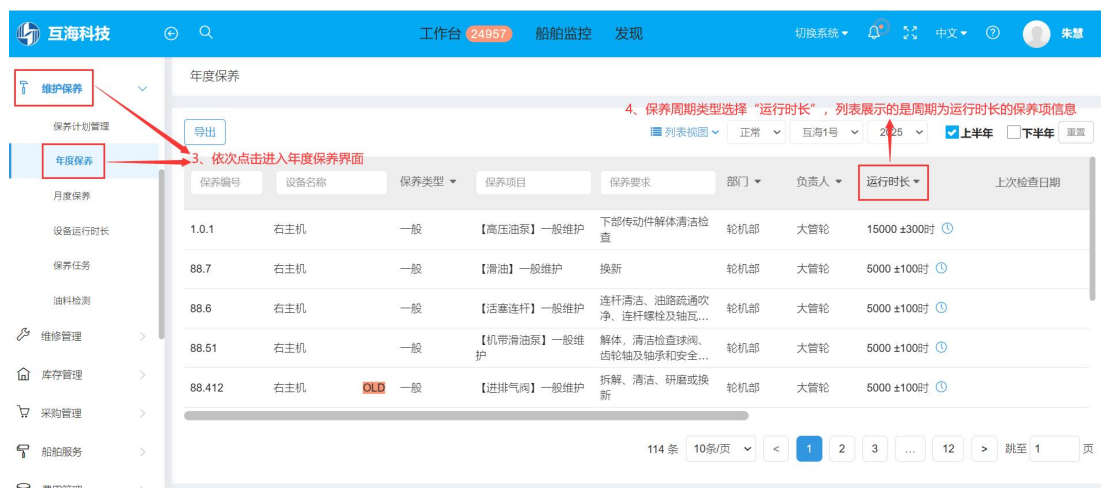 互海科技
工作台 24957 船舶监控 发现
切换系统 中文 朱慧
维护保养
保养计划管理
年度保养
月度保养
设备运行时长
保养任务
油料检测
维修管理
库存管理
采购管理
船舶服务
年度保养
4、保养周期类型选择“运行时长”，列表展示的是周期为运行时长的保养项信息
导出 列表视图 正常 互海1号 2025 上半年 下半年 重置
3、依次点击进入年度保养界面
保养编号 设备名称 保养类型 保养项目 保养要求 部门 负责人 运行时长 上次检查日期
1.0.1 右主机 一般 【高压油泵】一般维护 下部传动件解体清洁检
查 轮机部 大管轮 15000 ±300时
88.7 右主机 一般 【滑油】一般维护 换新 轮机部 大管轮 5000 ±100时
88.6 右主机 一般 【活塞连杆】一般维护 连杆清洁、油路疏通吹
净、连杆螺栓及轴瓦... 轮机部 大管轮 5000 ±100时
88.51 右主机 一般 【机带滑油泵】一般维
护 解体，清洁检查球阀、
齿轮轴及轴承和安全... 轮机部 大管轮 5000 ±100时
88.412 右主机 OLD 一般 【进排气阀】一般维护 拆解、清洁、研磨或换
新 轮机部 大管轮 5000 ±100时
114 条 10条/页 < 1 2 3 ... 12 > 跳至 1 页